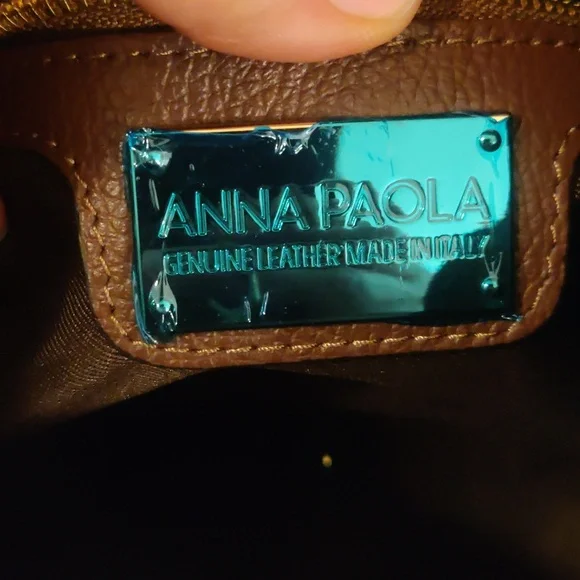 ANNA PAOLA
GENUINE LEATHER MADE IN ITALY